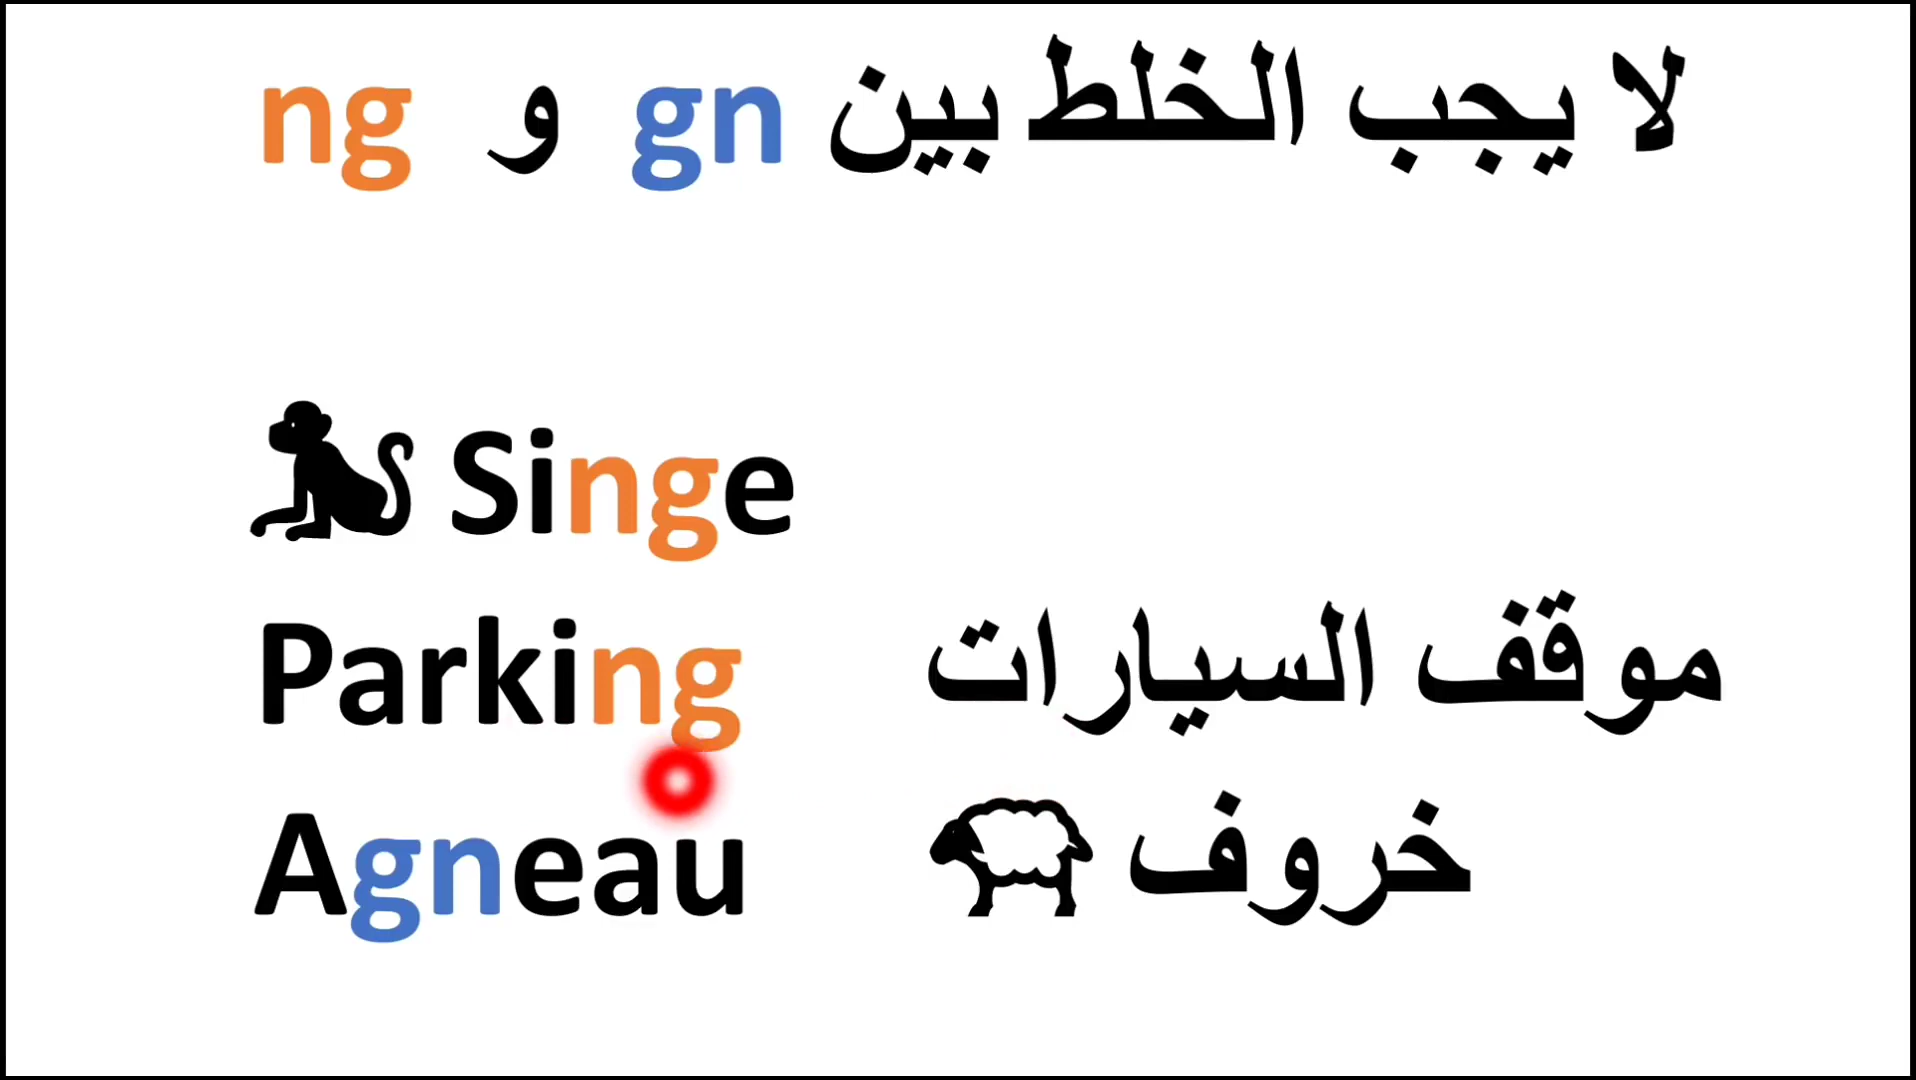 لا يجب الخلط بين gn و ng
Singe
Parking موقف السيارات
Agneau خروف